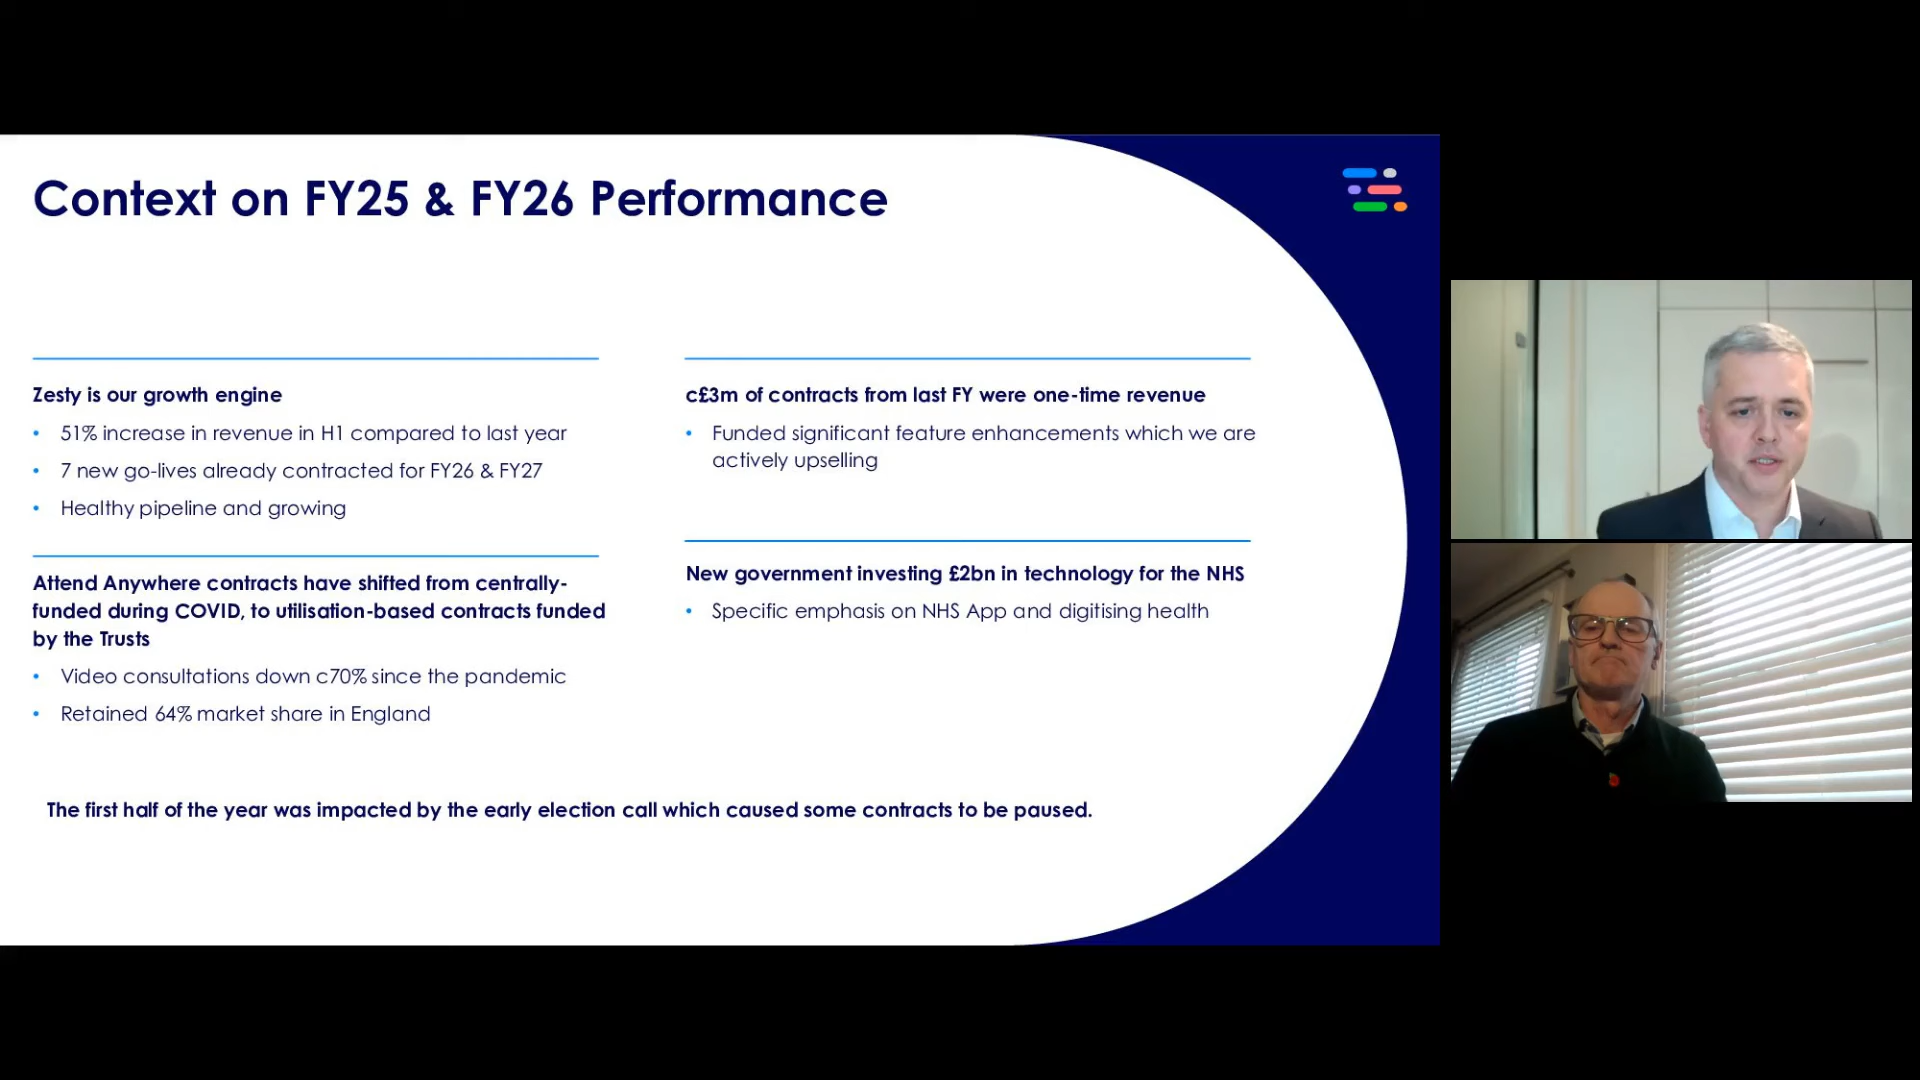 Context on FY25 & FY26 Performance
Zesty is our growth engine
• 51% increase in revenue in H1 compared to last year
• 7 new go-lives already contracted for FY26 & FY27
• Healthy pipeline and growing
Attend Anywhere contracts have shifted from centrally-
funded during COVID, to utilisation-based contracts funded
by the Trusts
• Video consultations down c70% since the pandemic
• Retained 64% market share in England
c£3m of contracts from last FY were one-time revenue
• Funded significant feature enhancements which we are
actively upselling
New government investing £2bn in technology for the NHS
• Specific emphasis on NHS App and digitising health
The first half of the year was impacted by the early election call which caused some contracts to be paused.